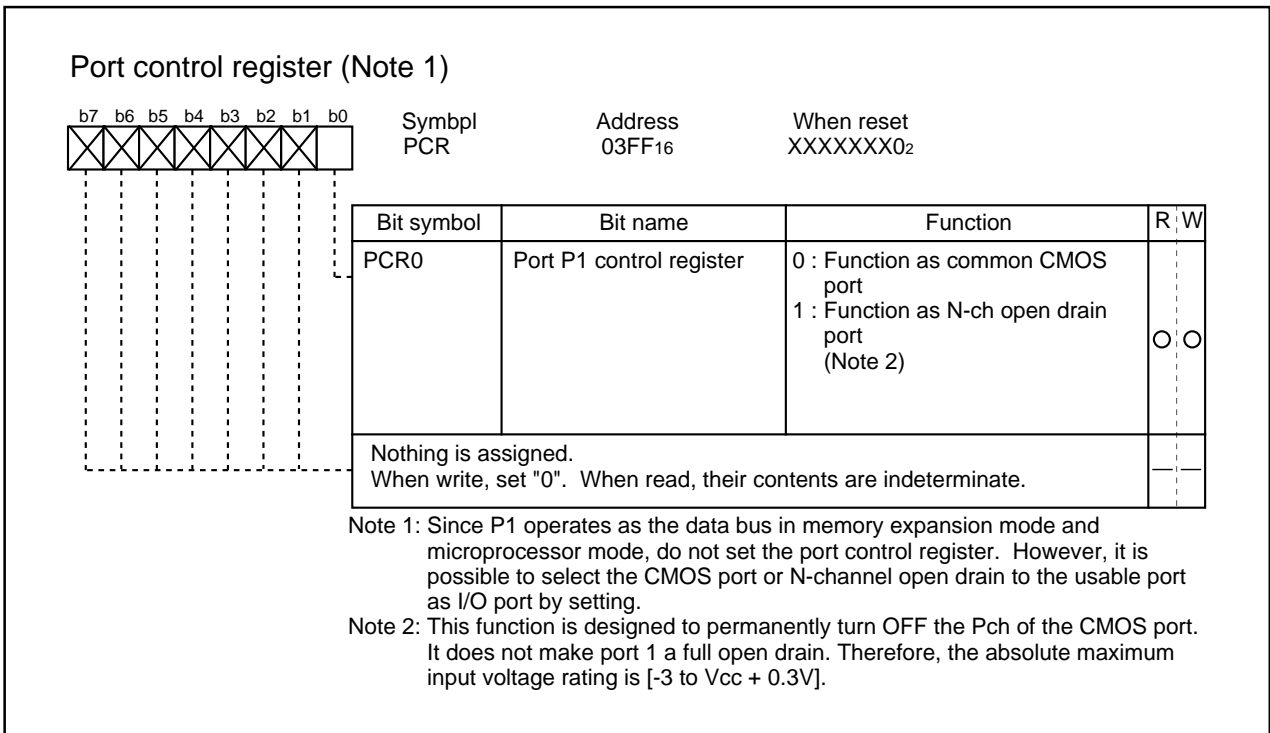 Port control register (Note 1)
b7 b6 b5 b4 b3 b2 b1 b0
Symbpl Address When reset
PCR 03FF16 XXXXXXX02
Bit symbol Bit name Function R W
PCR0 Port P1 control register 0 : Function as common CMOS
port
1 : Function as N-ch open drain
port
(Note 2)
Nothing is assigned.
When write, set "0". When read, their contents are indeterminate.
Note 1: Since P1 operates as the data bus in memory expansion mode and
microprocessor mode, do not set the port control register. However, it is
possible to select the CMOS port or N-channel open drain to the usable port
as I/O port by setting.
Note 2: This function is designed to permanently turn OFF the Pch of the CMOS port.
It does not make port 1 a full open drain. Therefore, the absolute maximum
input voltage rating is [-3 to Vcc + 0.3V].